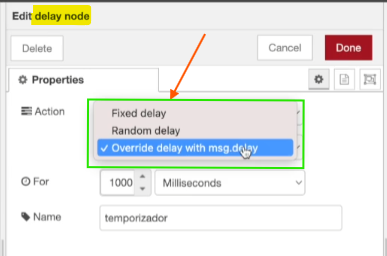 Edit delay node
Delete
Cancel
Done
Properties
Action
Fixed delay
Random delay
✓ Override delay with msg.delay
For
1000
Milliseconds
Name
temporizador